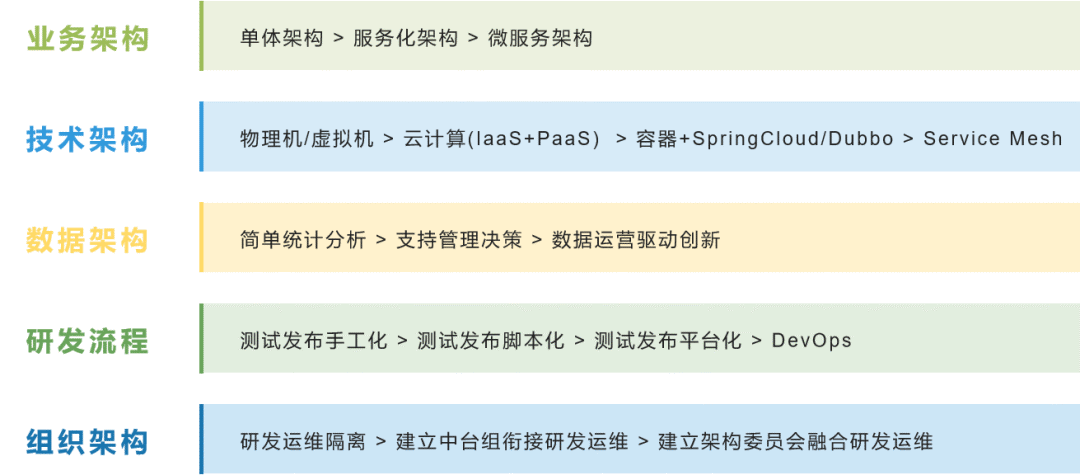 业务架构
单体架构 > 服务化架构 > 微服务架构
技术架构
物理机/虚拟机 > 云计算(IaaS+PaaS) > 容器+SpringCloud/Dubbo > Service Mesh
数据架构
简单统计分析 > 支持管理决策 > 数据运营驱动创新
研发流程
测试发布手工化 > 测试发布脚本化 > 测试发布平台化 > DevOps
组织架构
研发运维隔离 > 建立中台组衔接研发运维 > 建立架构委员会融合研发运维